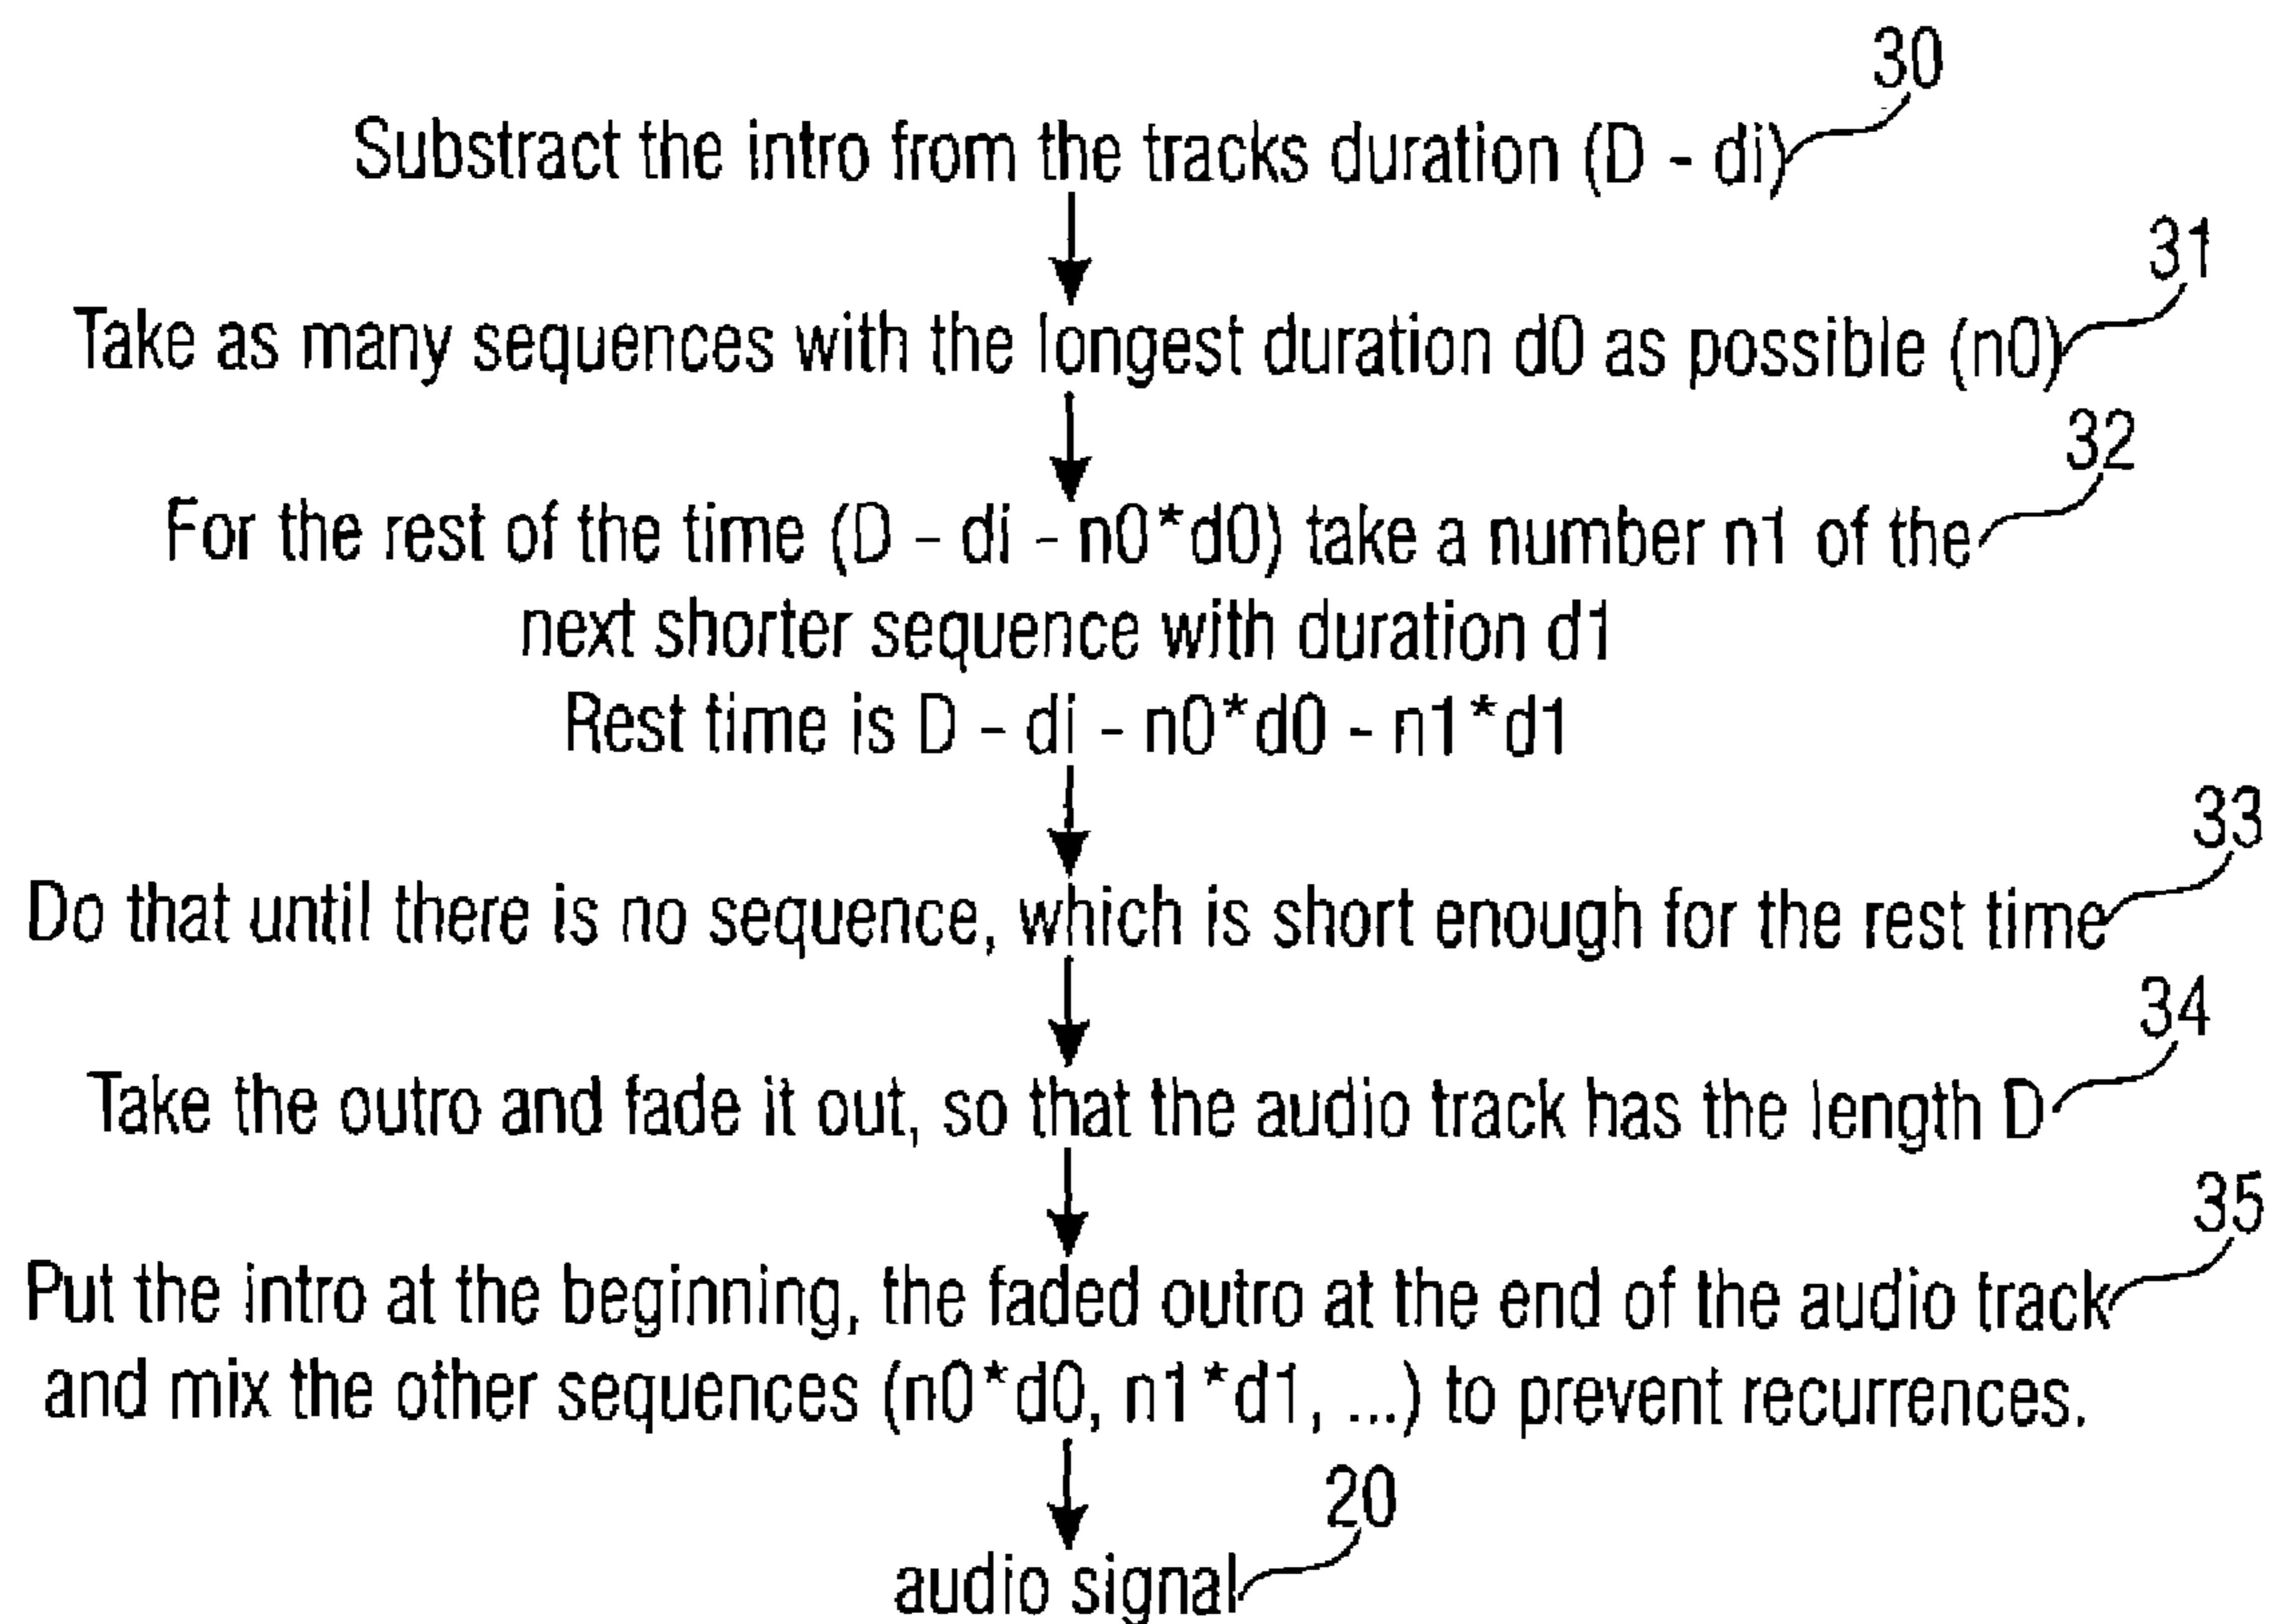 30
Substract the intro from the tracks duration (D - di)
31
Take as many sequences with the longest duration d0 as possible (n0)
32
For the rest of the time (D - di - n0*d0) take a number n1 of the
next shorter sequence with duration d1
Rest time is D - di - n0*d0 - n1*d1
33
Do that until there is no sequence, which is short enough for the rest time
34
Take the outro and fade it out, so that the audio track has the length D
35
Put the intro at the beginning, the faded outro at the end of the audio track
and mix the other sequences (n0*d0, n1*d1, ...) to prevent recurrences.
20
audio signal